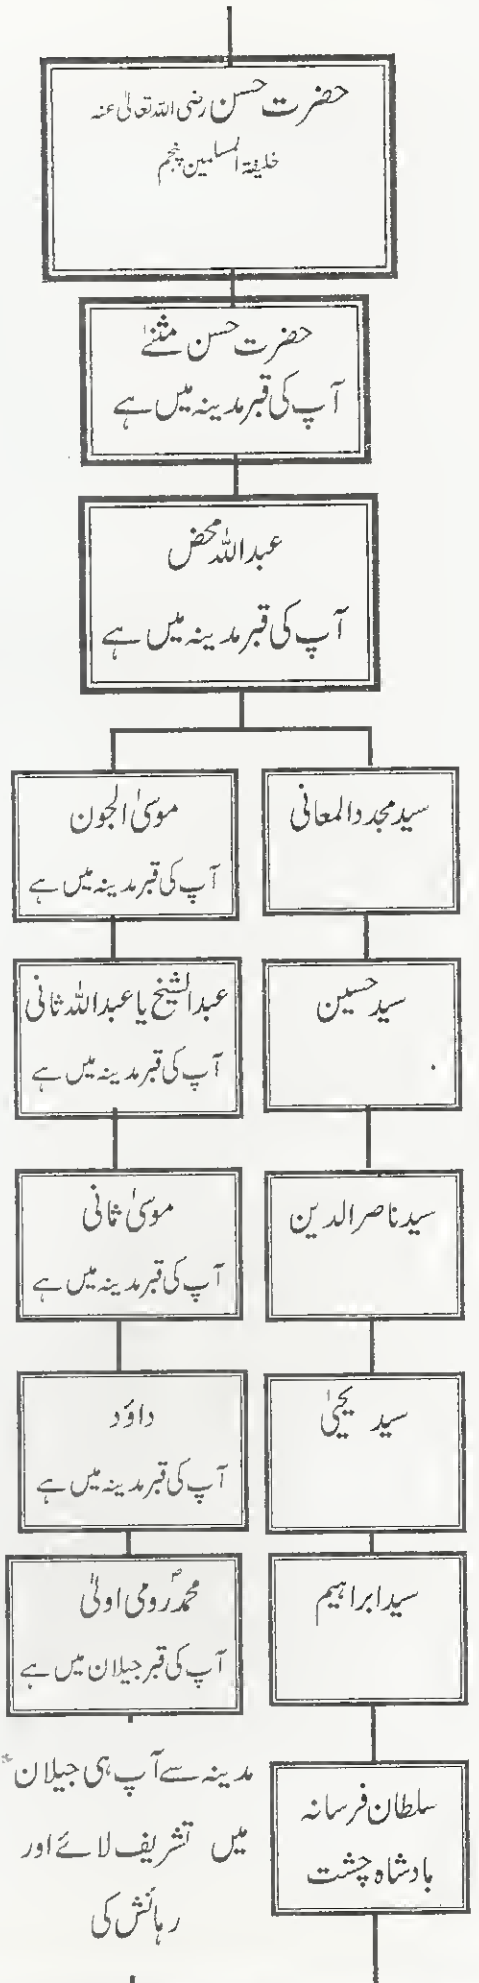 حضرت حسن رضی اللہ تعالیٰ عنہ
خلیفۃ المسلمین پنجم
حضرت حسن مثنےٰ
آپ کی قبر مدینہ میں ہے
عبداللہ محض
آپ کی قبر مدینہ میں ہے
سید مجدد المعانی
موسیٰ الجون
آپ کی قبر مدینہ میں ہے
سید حسین
عبدالشیخ یا عبداللہ ثانی
آپ کی قبر مدینہ میں ہے
سید ناصر الدین
موسیٰ ثانی
آپ کی قبر مدینہ میں ہے
سید یحییٰ
داؤد
آپ کی قبر مدینہ میں ہے
سید ابراہیم
محمدؐ رومی اولیٰ
آپ کی قبر جیلان میں ہے
سلطان فرسانہ
بادشاہ چشت
مدینہ سے آپ ہی جیلان
میں تشریف لائے اور
رہائش کی